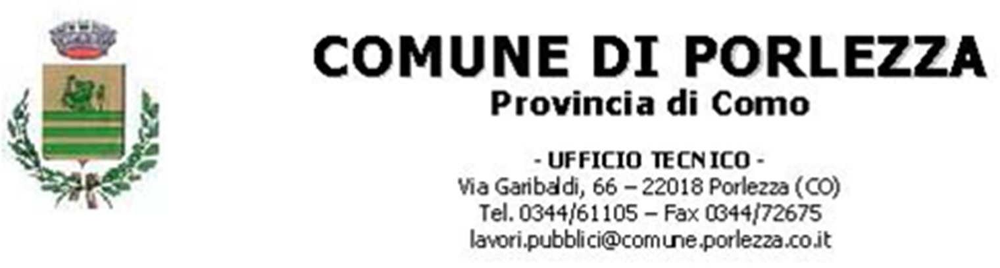 COMUNE DI PORLEZZA
Provincia di Como
- UFFICIO TECNICO -
Via Garibaldi, 66 – 22018 Porlezza (CO)
Tel. 0344/61105 – Fax 0344/72675
lavori.pubblici@comune.porlezza.co.it